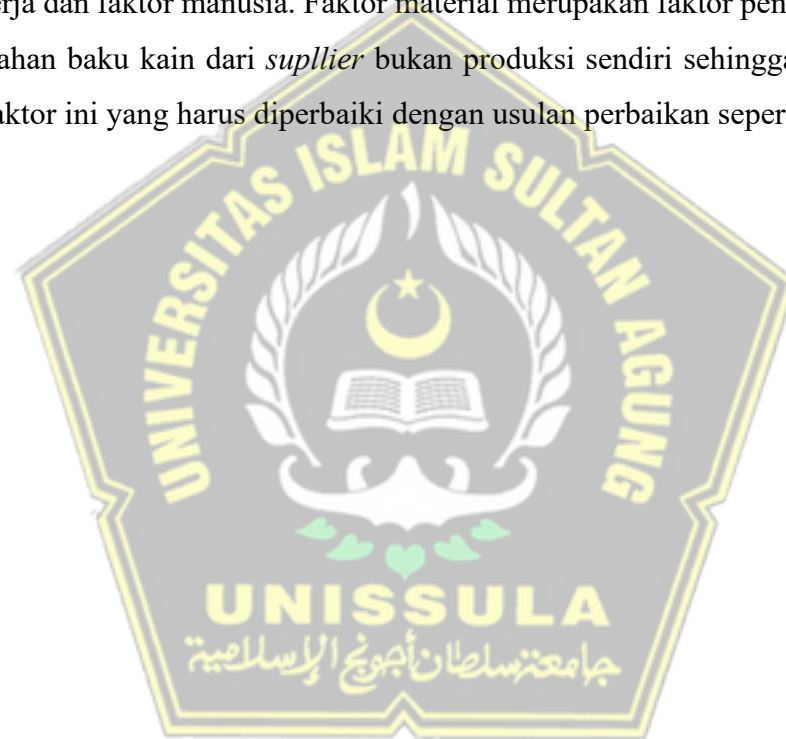 erja dan faktor manusia. Faktor material merupakan faktor pen
ahan baku kain dari supllier bukan produksi sendiri sehingga
aktor ini yang harus diperbaiki dengan usulan perbaikan seper
UNIVERSITAS ISLAM SULTAN AGUNG
UNISSULA
جامعة سلطان أجونج الإسلامية